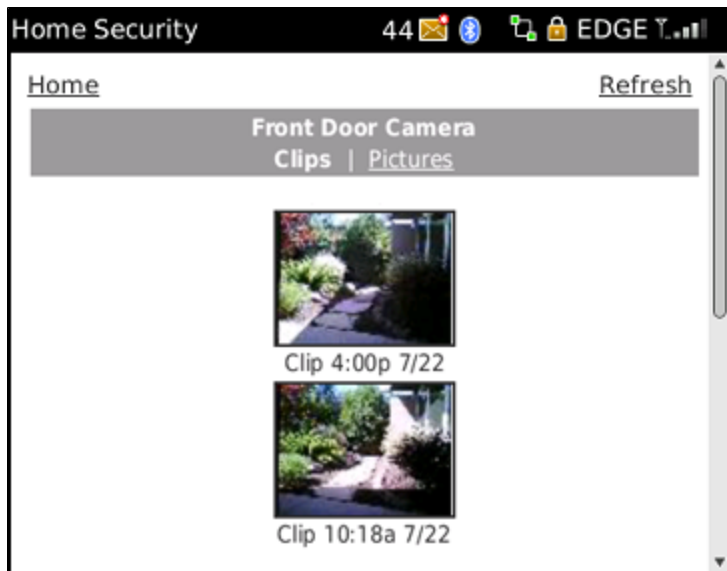 Home Security 44 EDGE
Home Refresh
Front Door Camera
Clips | Pictures
Clip 4:00p 7/22
Clip 10:18a 7/22